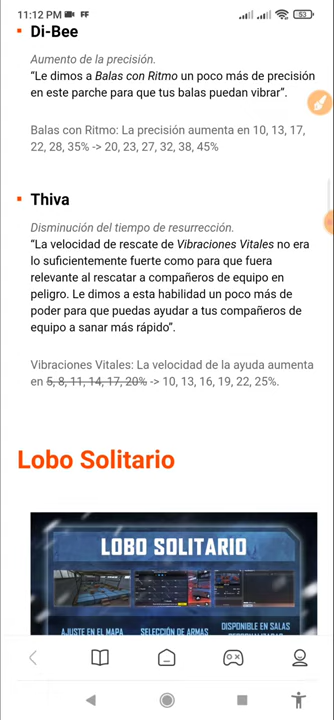 11:12 PM FF 53
Di-Bee
Aumento de la precisión.
“Le dimos a Balas con Ritmo un poco más de precisión
en este parche para que tus balas puedan vibrar”.
Balas con Ritmo: La precisión aumenta en 10, 13, 17,
22, 28, 35% -> 20, 23, 27, 32, 38, 45%
Thiva
Disminución del tiempo de resurrección.
“La velocidad de rescate de Vibraciones Vitales no era
lo suficientemente fuerte como para que fuera
relevante al rescatar a compañeros de equipo en
peligro. Le dimos a esta habilidad un poco más de
poder para que puedas ayudar a tus compañeros de
equipo a sanar más rápido”.
Vibraciones Vitales: La velocidad de la ayuda aumenta
en 5, 8, 11, 14, 17, 20% -> 10, 13, 16, 19, 22, 25%.
Lobo Solitario
LOBO SOLITARIO
AJUSTE EN EL MAPA
SELECCIÓN DE ARMAS
DISPONIBLE EN SALAS